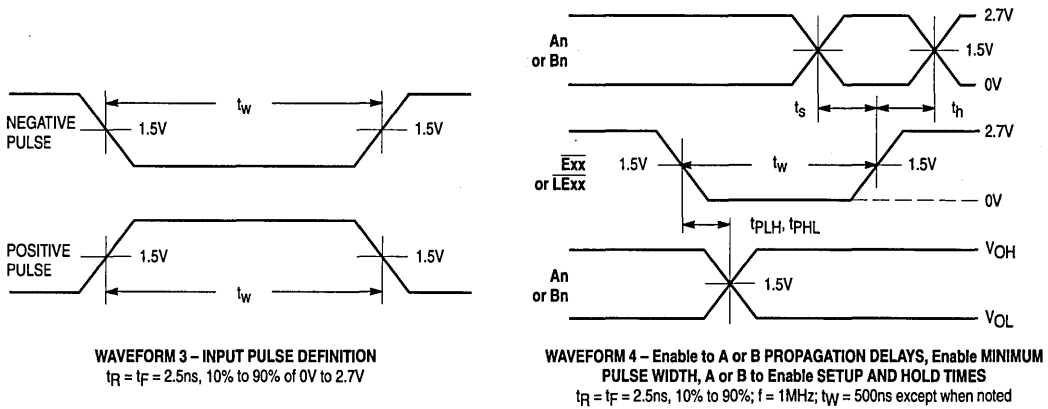 tW
NEGATIVE
PULSE
1.5V
1.5V
POSITIVE
PULSE
1.5V
1.5V
tW
WAVEFORM 3 – INPUT PULSE DEFINITION
tR = tF = 2.5ns, 10% to 90% of 0V to 2.7V
An
or Bn
2.7V
1.5V
0V
ts
th
2.7V
Exx
or LExx
1.5V
tW
1.5V
0V
tPLH, tPHL
An
or Bn
VOH
1.5V
VOL
WAVEFORM 4 – Enable to A or B PROPAGATION DELAYS, Enable MINIMUM
PULSE WIDTH, A or B to Enable SETUP AND HOLD TIMES
tR = tF = 2.5ns, 10% to 90%; f = 1MHz; tW = 500ns except when noted